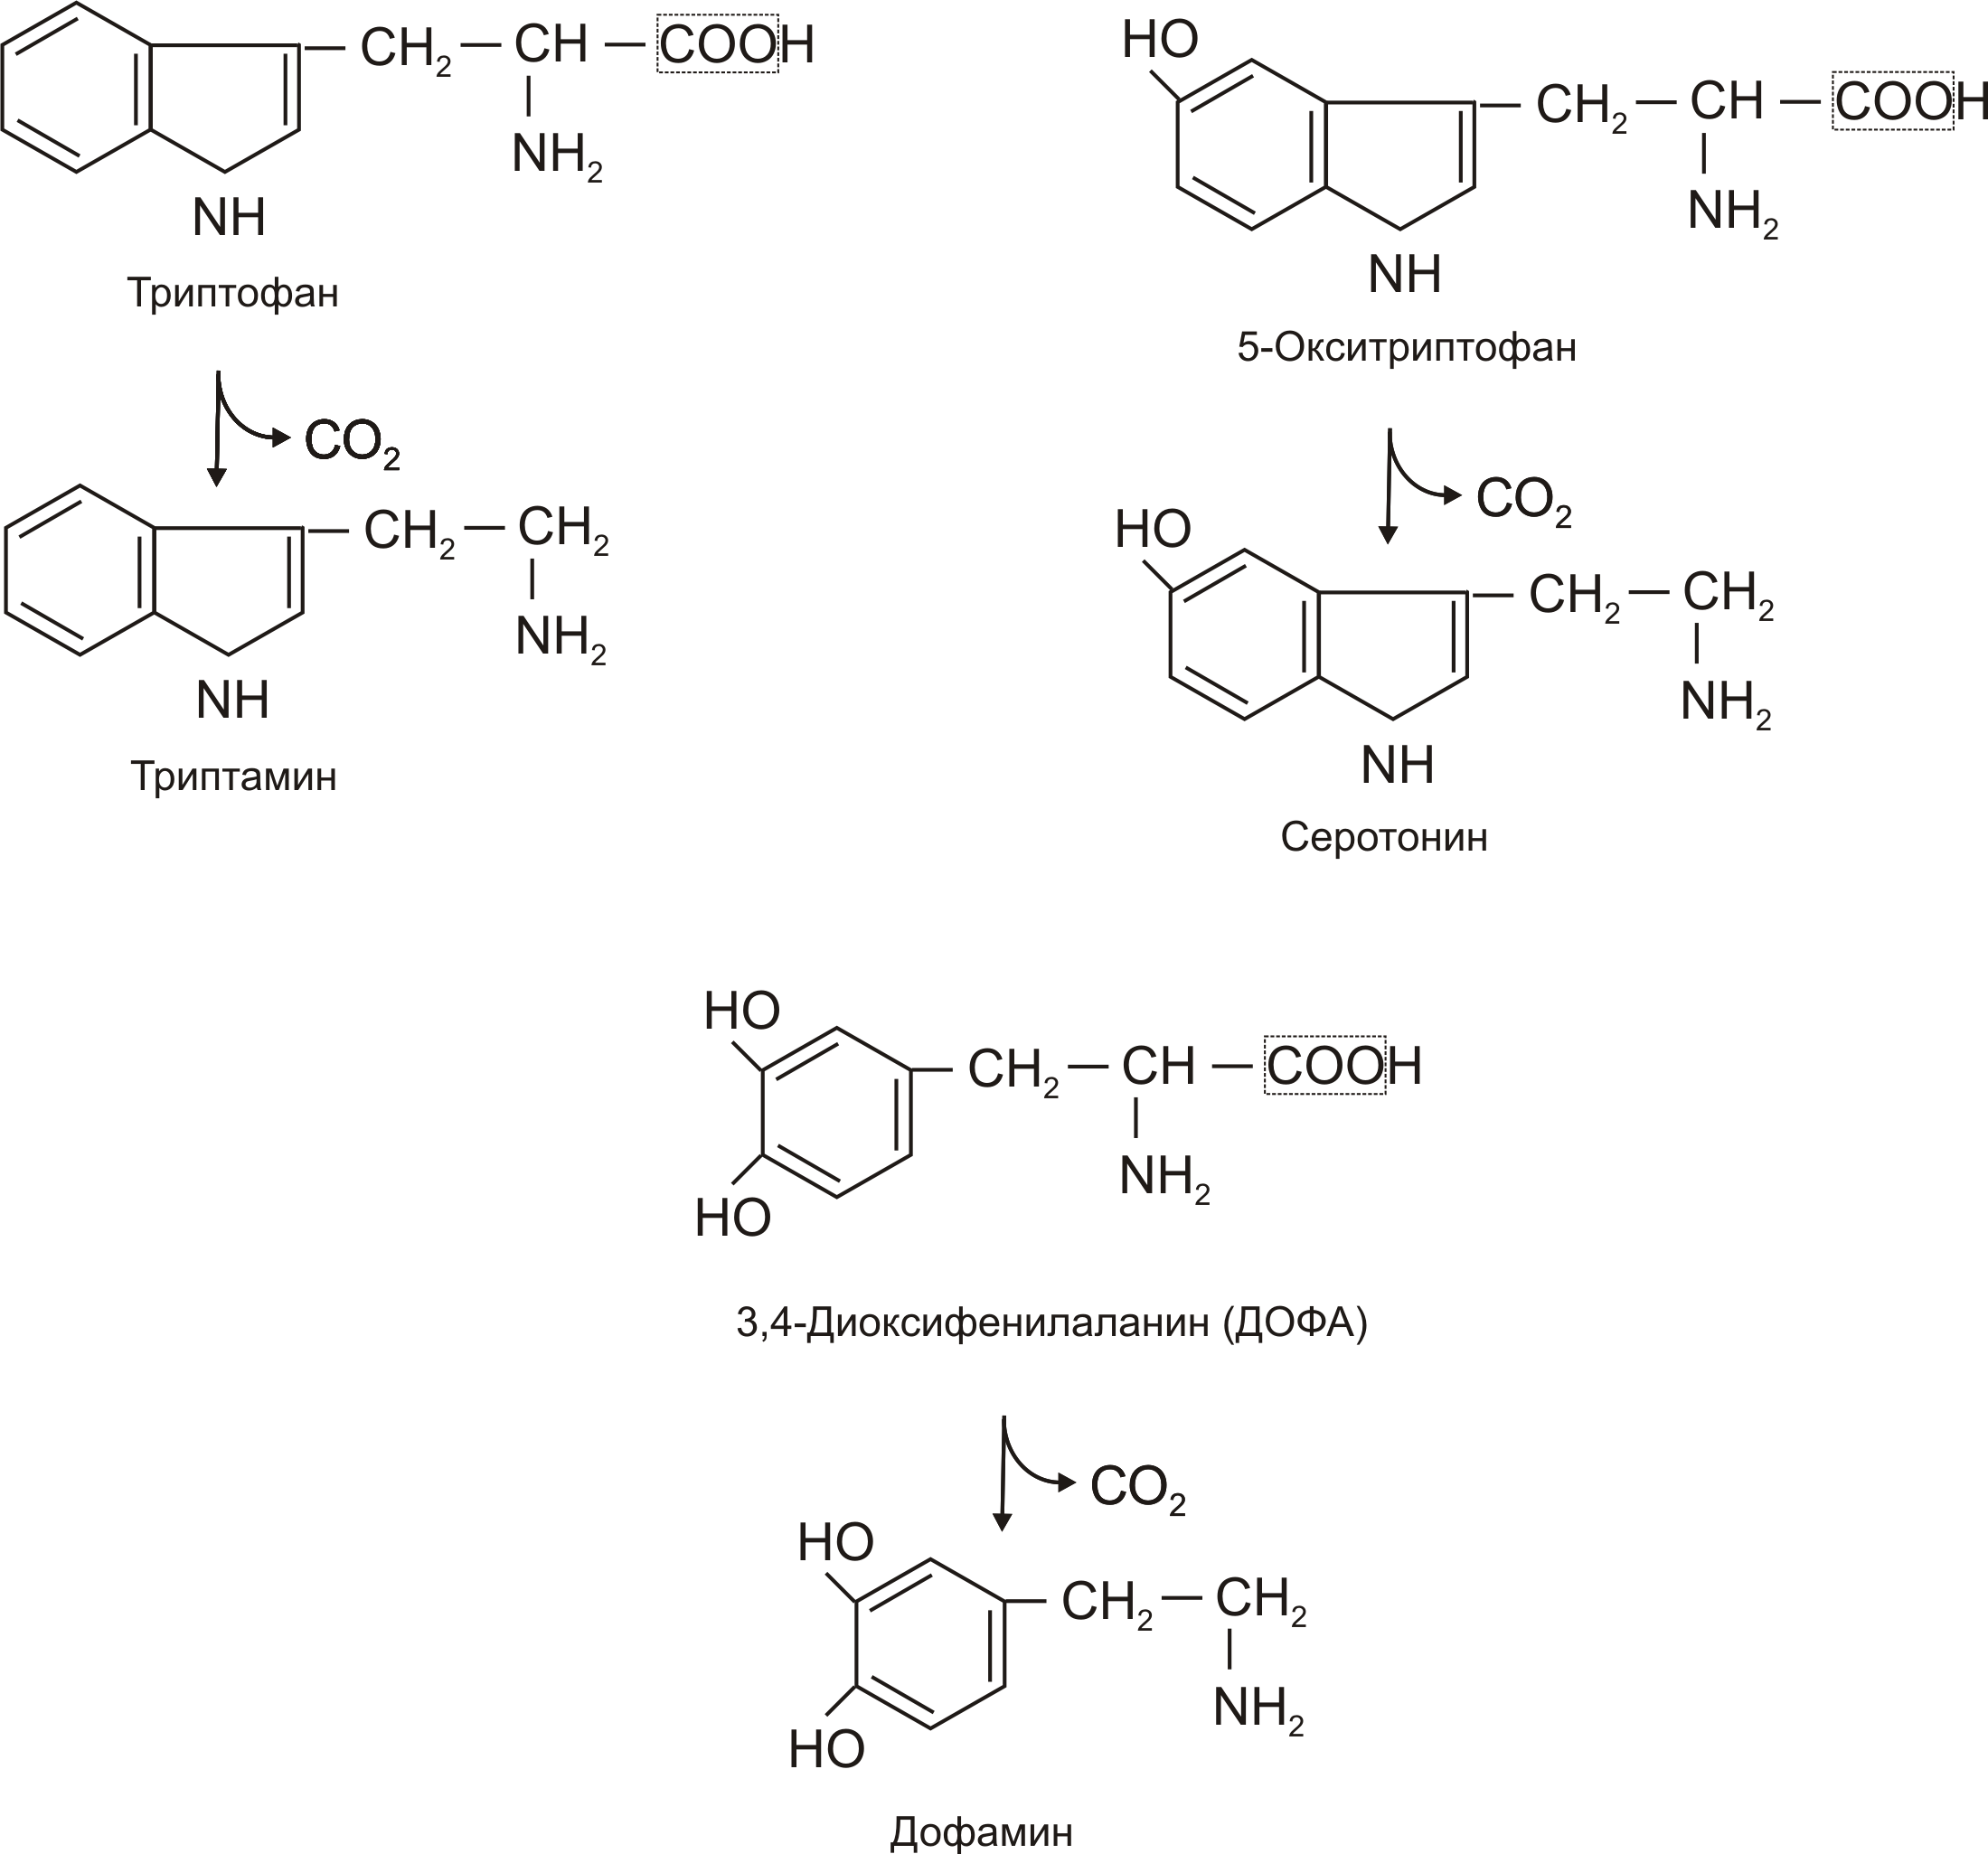 CH₂ — CH — COOH
NH₂
NH
Триптофан
CO₂
CH₂ — CH₂
NH₂
NH
Триптамин
HO
CH₂ — CH — COOH
NH₂
NH
5-Окситриптофан
CO₂
HO
CH₂ — CH₂
NH₂
NH
Серотонин
HO
CH₂ — CH — COOH
NH₂
HO
3,4-Диоксифенилаланин (ДОФА)
CO₂
HO
CH₂ — CH₂
NH₂
HO
Дофамин